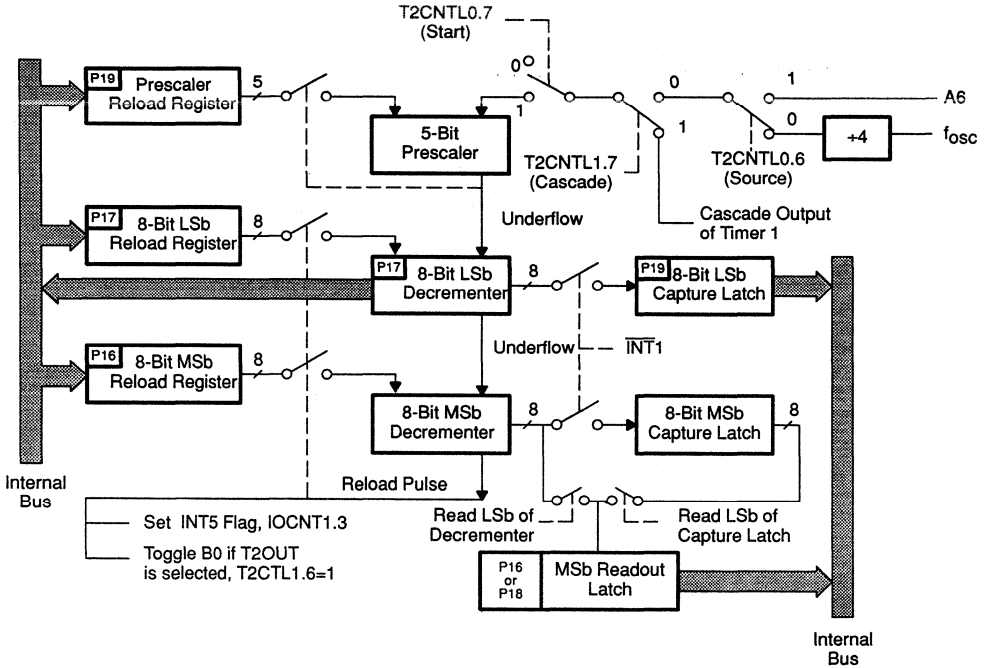 T2CNTL0.7
(Start)
P19
Prescaler
Reload Register
5
0
1
5-Bit
Prescaler
0
1
1
0
A6
÷4
fosc
T2CNTL1.7
(Cascade)
T2CNTL0.6
(Source)
Cascade Output
of Timer 1
Underflow
P17
8-Bit LSb
Reload Register
8
P17
8-Bit LSb
Decrementer
8
P19
8-Bit LSb
Capture Latch
Underflow
INT1
P16
8-Bit MSb
Reload Register
8
8-Bit MSb
Decrementer
8
8-Bit MSb
Capture Latch
8
Internal
Bus
Reload Pulse
Set INT5 Flag, IOCNT1.3
Toggle B0 if T2OUT
is selected, T2CTL1.6=1
Read LSb of
Decrementer
Read LSb of
Capture Latch
P16
or
P18
MSb Readout
Latch
Internal
Bus